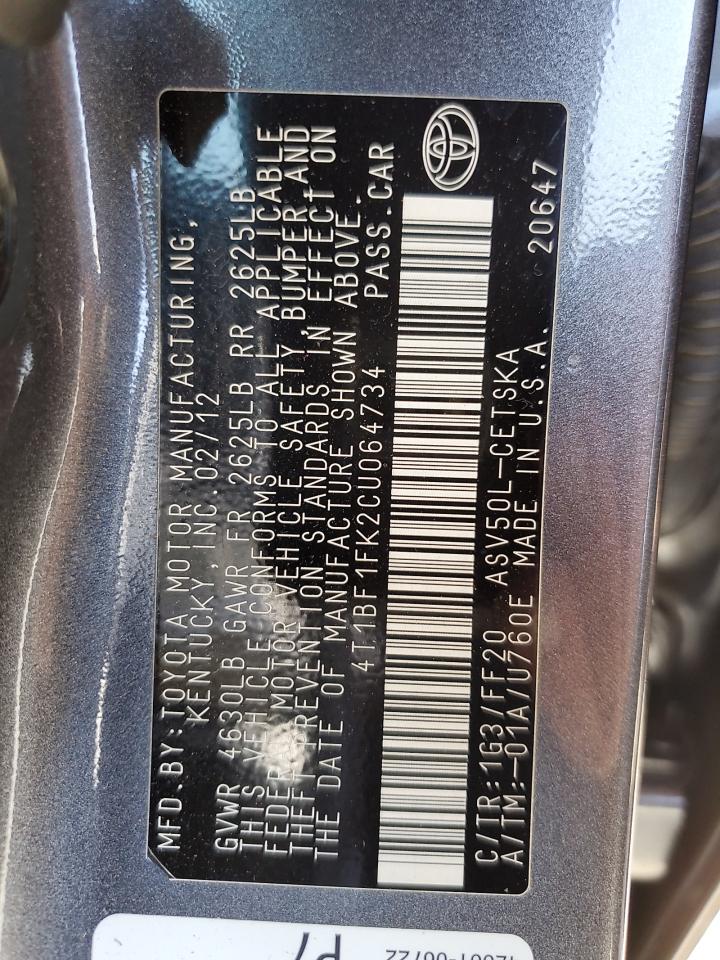 MFD.BY:TOYOTA MOTOR MANUFACTURING,
KENTUCKY,INC.02/12
GVWR 4630LB GAWR FR 2625LB RR 2625LB
THIS VEHICLE CONFORMS TO ALL APPLICABLE
FEDERAL MOTOR VEHICLE SAFETY,BUMPER AND
THEFT PREVENTION STANDARDS IN EFFECT ON
THE DATE OF MANUFACTURE SHOWN ABOVE.
4T1BF1FK2CU064734 PASS.CAR
C/TR:1G3/FF20 ASV50L-CETSKA
A/TM:-01A/U760E MADE IN U.S.A. 20647